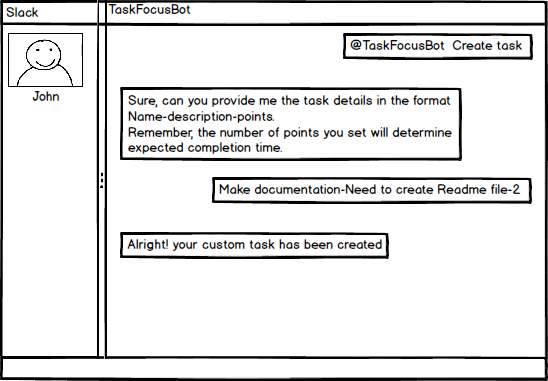 Slack
TaskFocusBot
John
@TaskFocusBot Create task
Sure, can you provide me the task details in the format
Name-description-points.
Remember, the number of points you set will determine
expected completion time.
Make documentation-Need to create Readme file-2
Alright! your custom task has been created